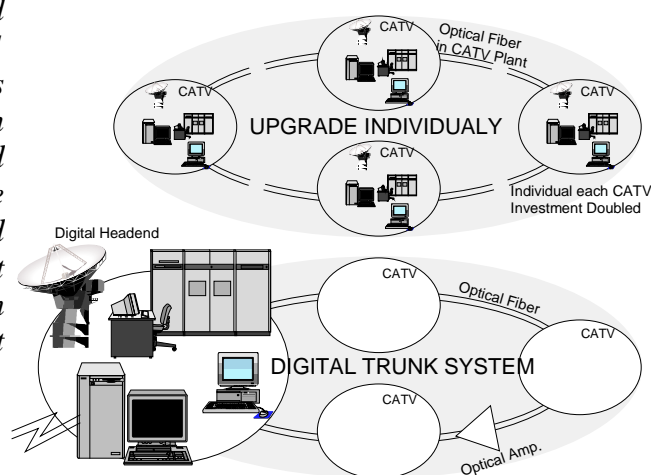 CATV
Optical Fiber
in CATV Plant
CATV
CATV
UPGRADE INDIVIDUALY
CATV
Individual each CATV
Investment Doubled
Digital Headend
CATV
Optical Fiber
CATV
DIGITAL TRUNK SYSTEM
CATV
Optical Amp.